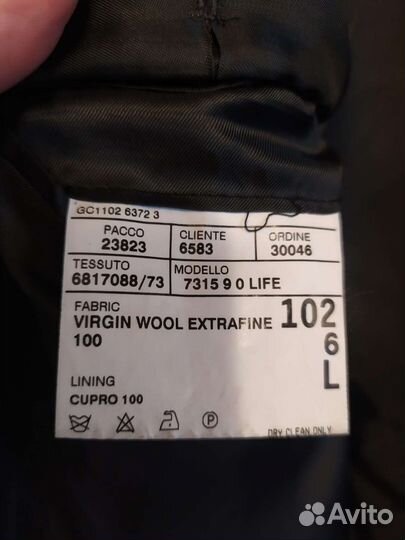 GC1102 6372 3
PACCO CLIENTE ORDINE
23823 6583 30046
TESSUTO MODELLO
6817088/73 7315 9 0 LIFE
FABRIC
VIRGIN WOOL EXTRAFINE 102
100 6
L
LINING
CUPRO 100
P
DRY CLEAN ONLY
Avito